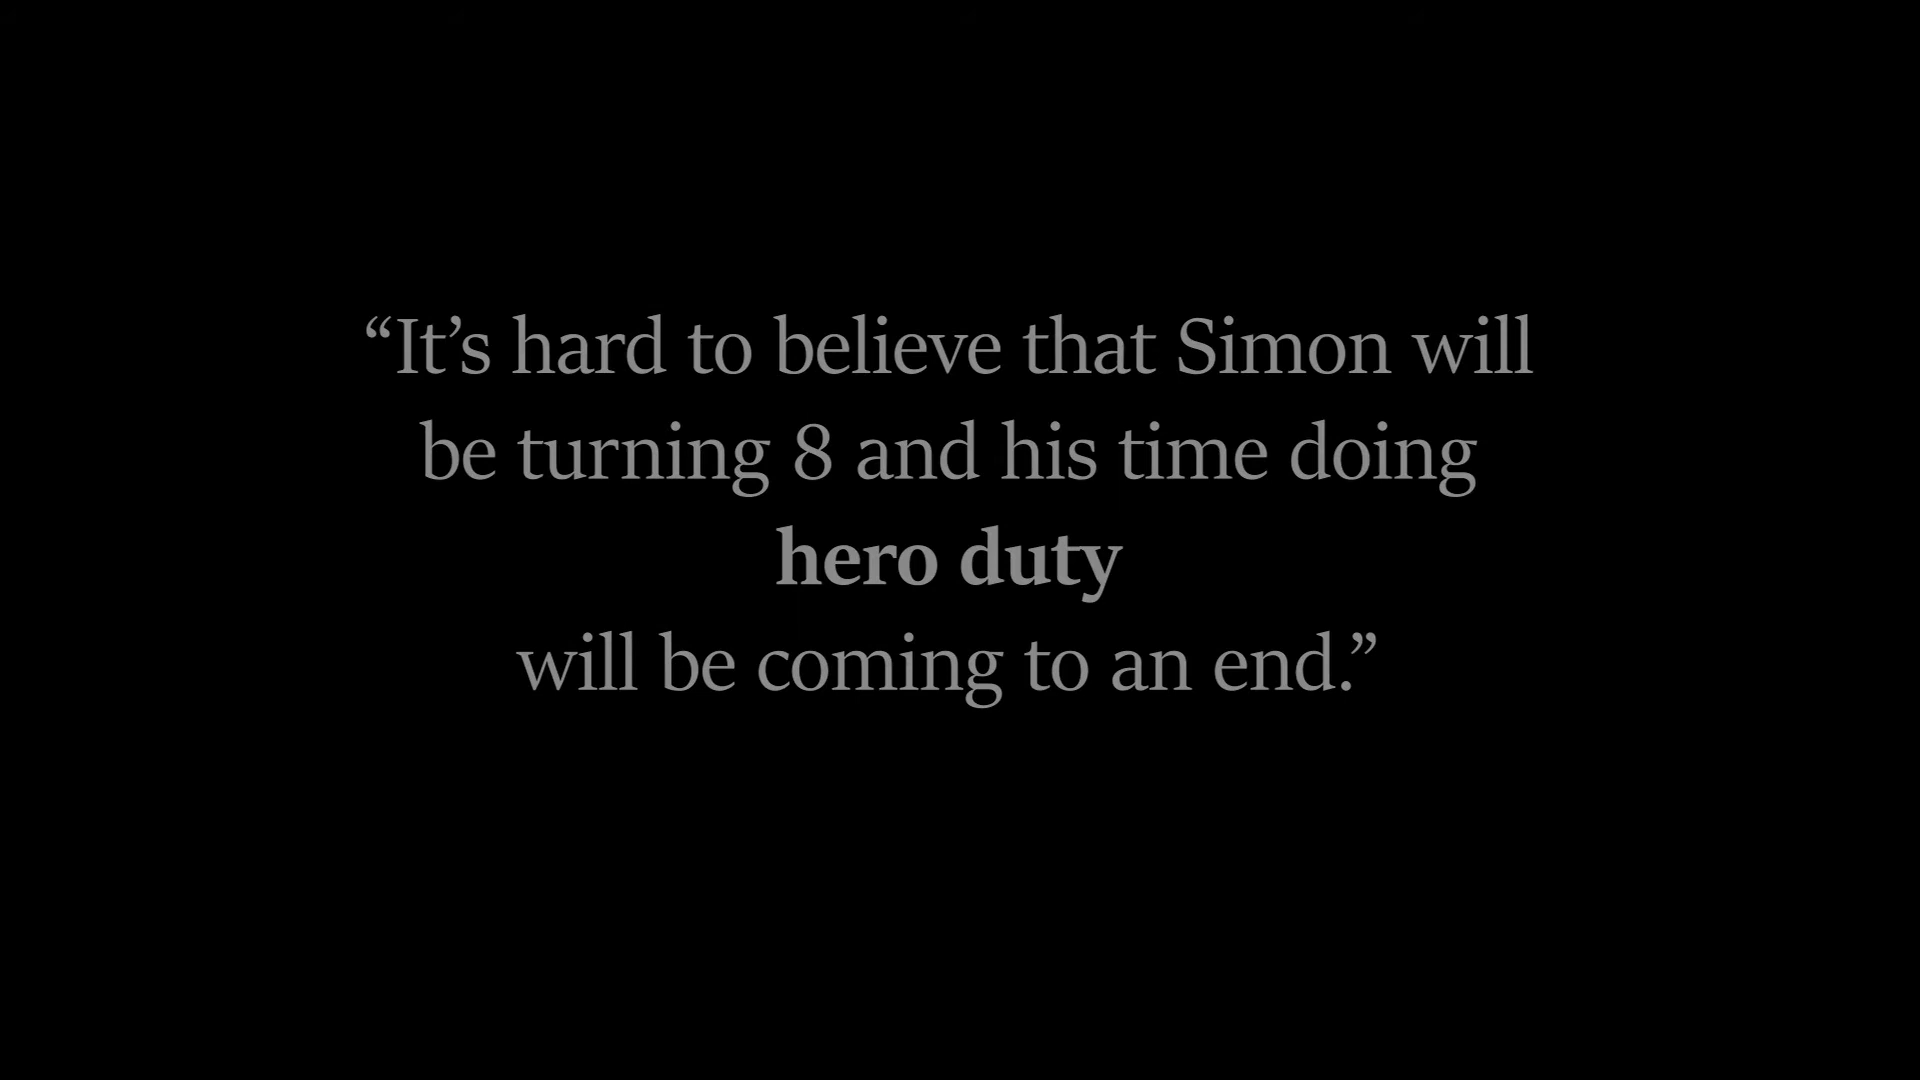 “It’s hard to believe that Simon will
be turning 8 and his time doing
hero duty
will be coming to an end.”